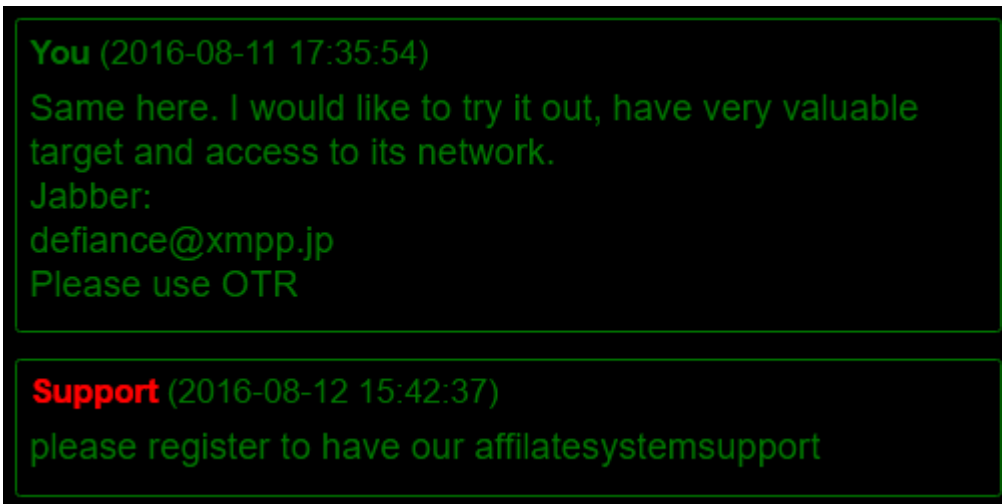 You (2016-08-11 17:35:54)
Same here. I would like to try it out, have very valuable
target and access to its network.
Jabber:
defiance@xmpp.jp
Please use OTR
Support (2016-08-12 15:42:37)
please register to have our affilatesystemsupport